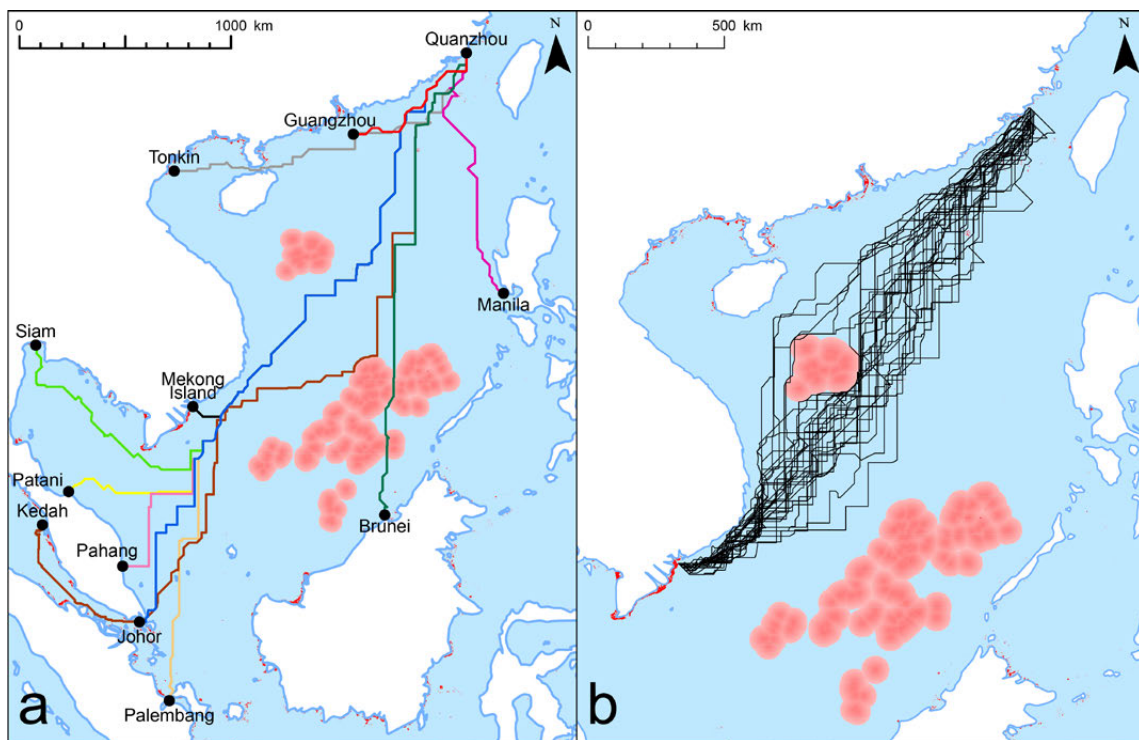 0 1000 km
N
Quanzhou
Guangzhou
Tonkin
Manila
Siam
Mekong
Island
Patani
Kedah
Brunei
Pahang
Johor
Palembang
a
0 500 km
N
b